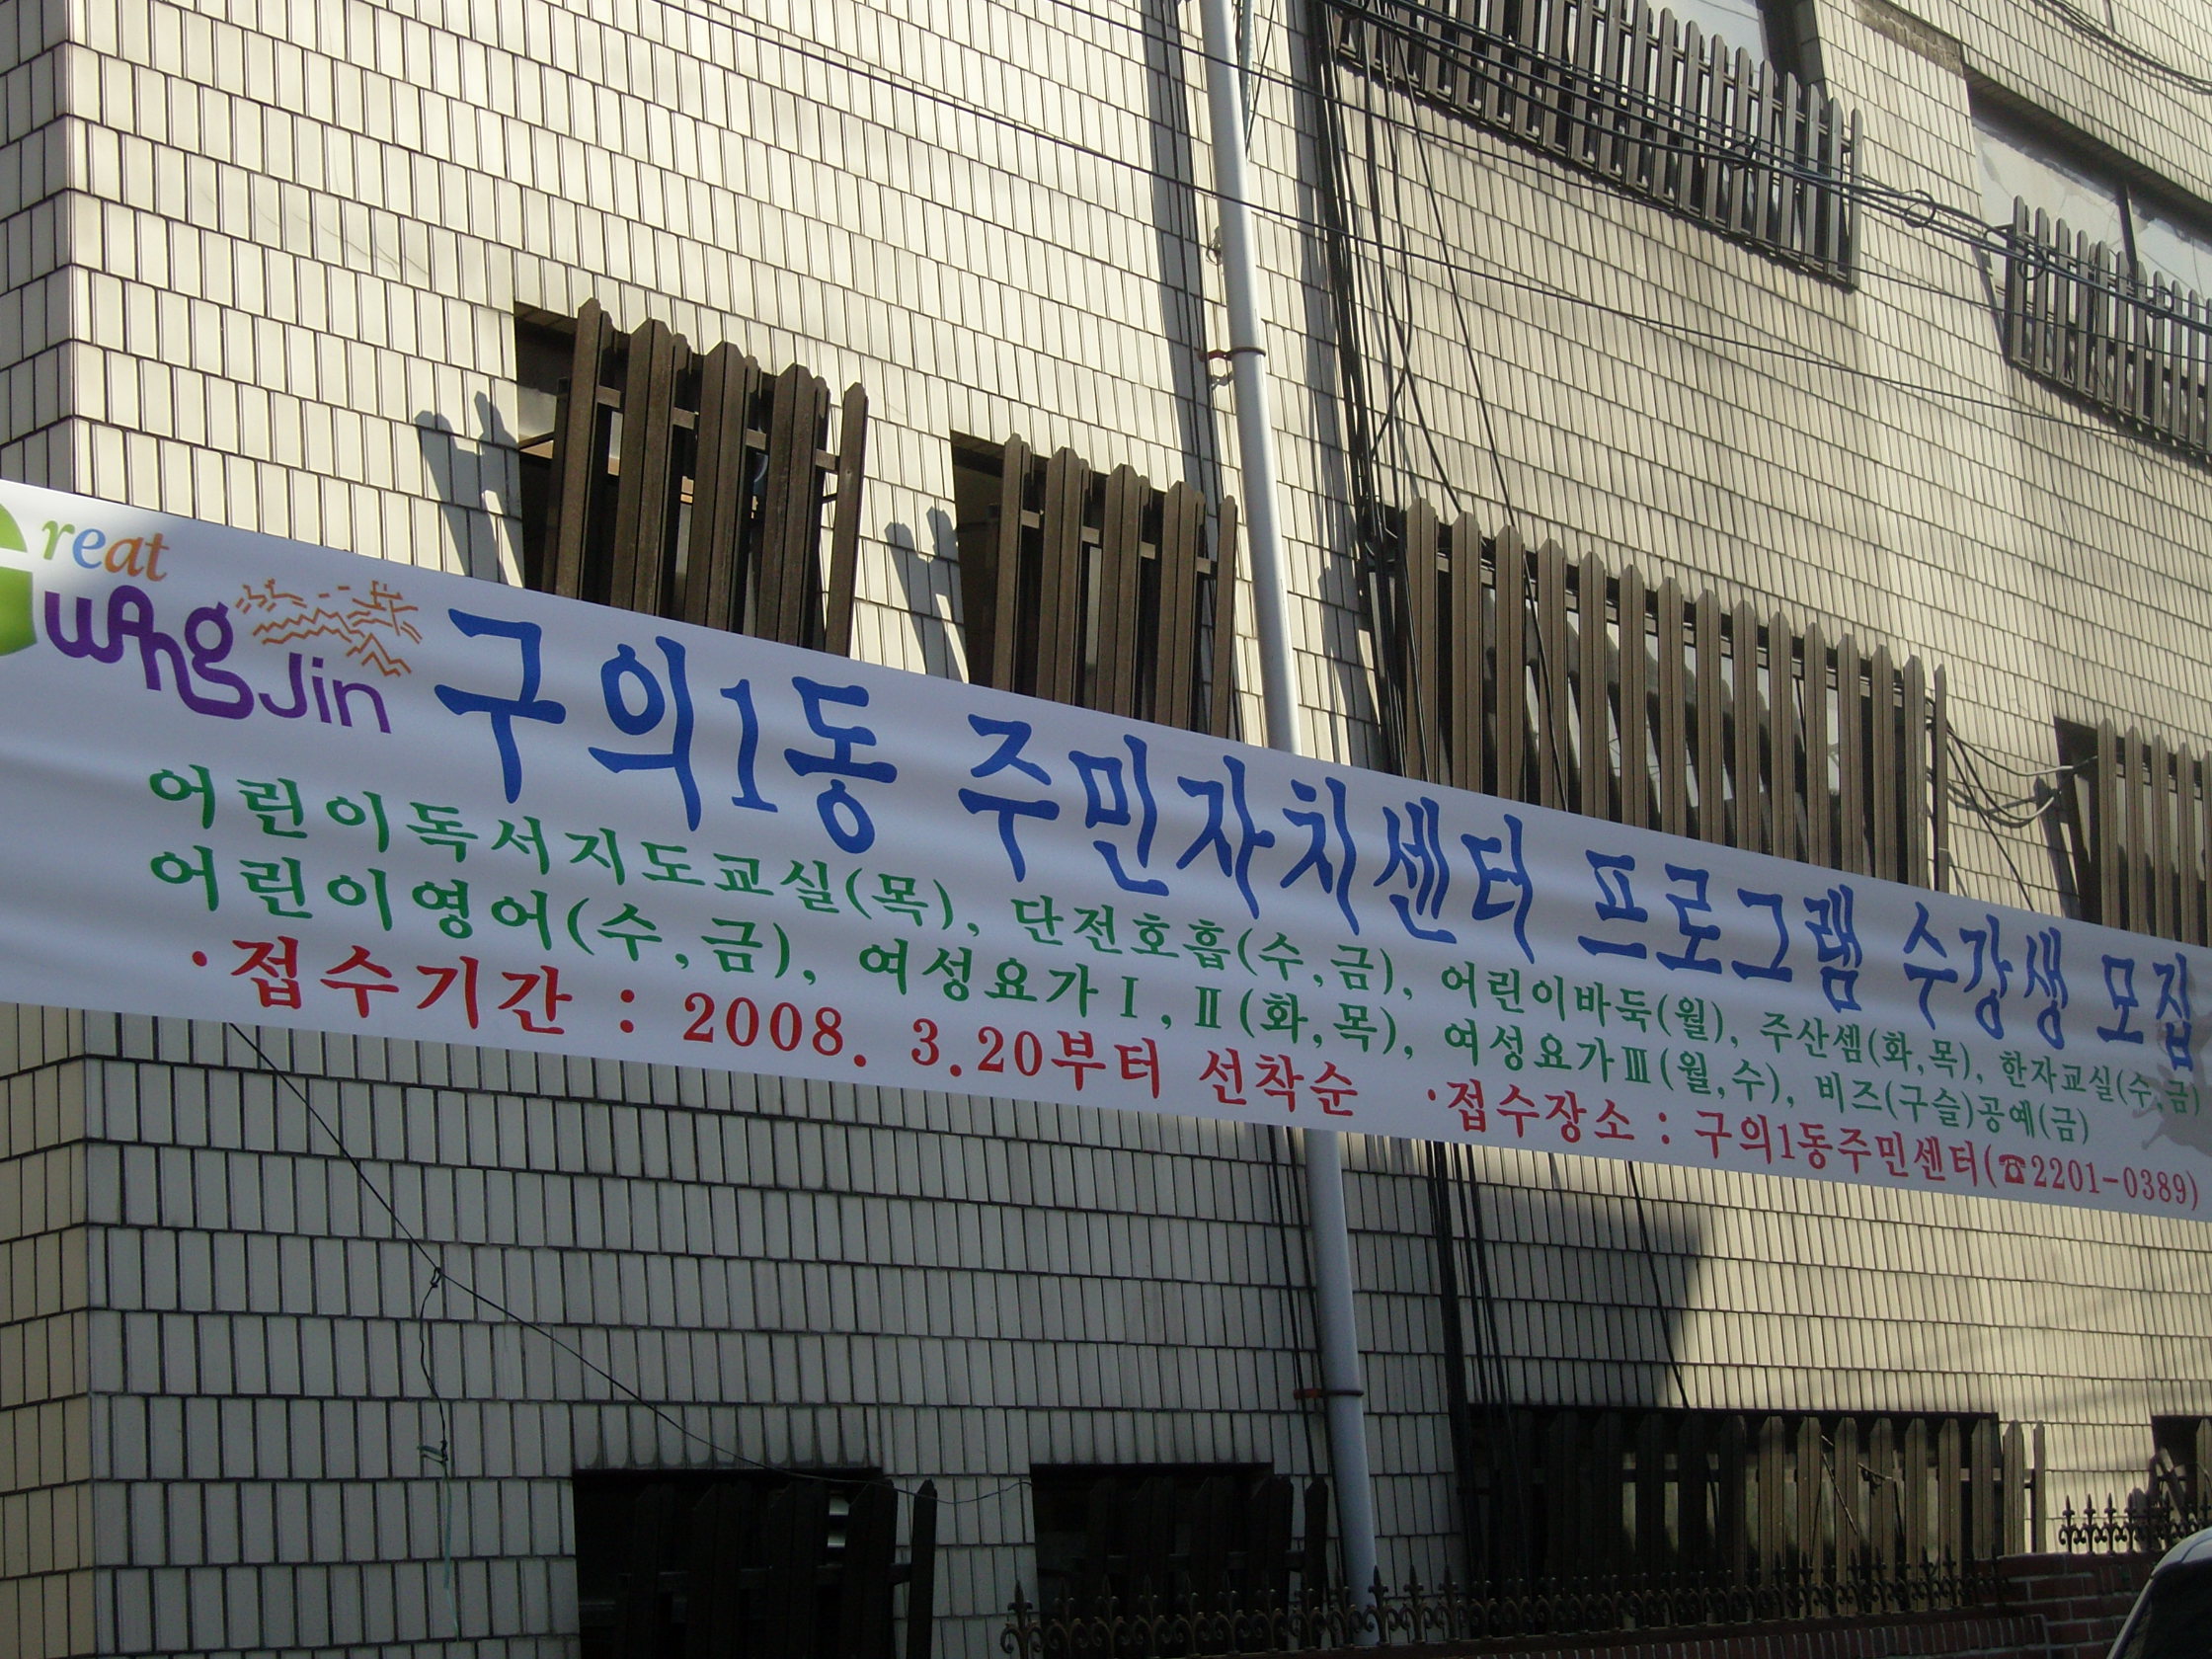 Great
GwangJin
구의1동 주민자치센터 프로그램 수강생 모집
어린이독서지도교실(목), 단전호흡(수,금), 어린이바둑(월), 주산셈(화,목), 한자교실(수,금)
어린이영어(수,금), 여성요가Ⅰ,Ⅱ(화,목), 여성요가Ⅲ(월,수), 비즈(구슬)공예(금)
·접수기간 : 2008. 3.20부터 선착순 ·접수장소 : 구의1동주민센터(☎2201-0389)